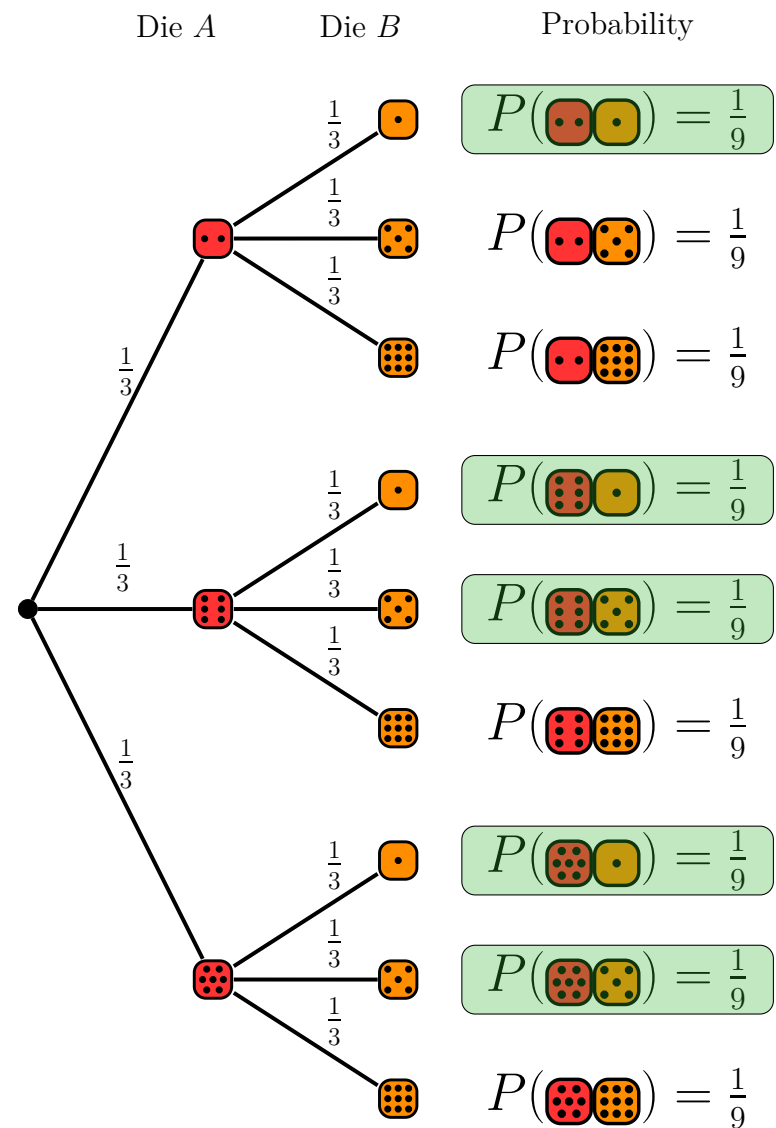 Die A Die B Probability
1/3 P( ) = 1/9
1/3 P( ) = 1/9
1/3 P( ) = 1/9
1/3
1/3 P( ) = 1/9
1/3 1/3 P( ) = 1/9
1/3 P( ) = 1/9
1/3
1/3 P( ) = 1/9
1/3 P( ) = 1/9
1/3 P( ) = 1/9